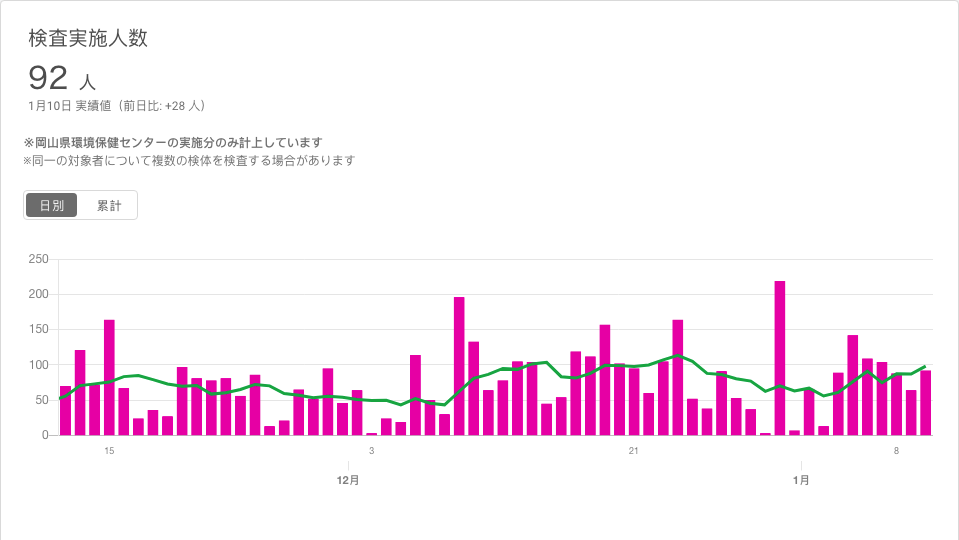 検査実施人数
92 人
1月10日 実績値（前日比: +28 人）
※岡山県環境保健センターの実施分のみ計上しています
※同一の対象者について複数の検体を検査する場合があります
日別 累計
250
200
150
100
50
0
15 3 21 8
12月 1月